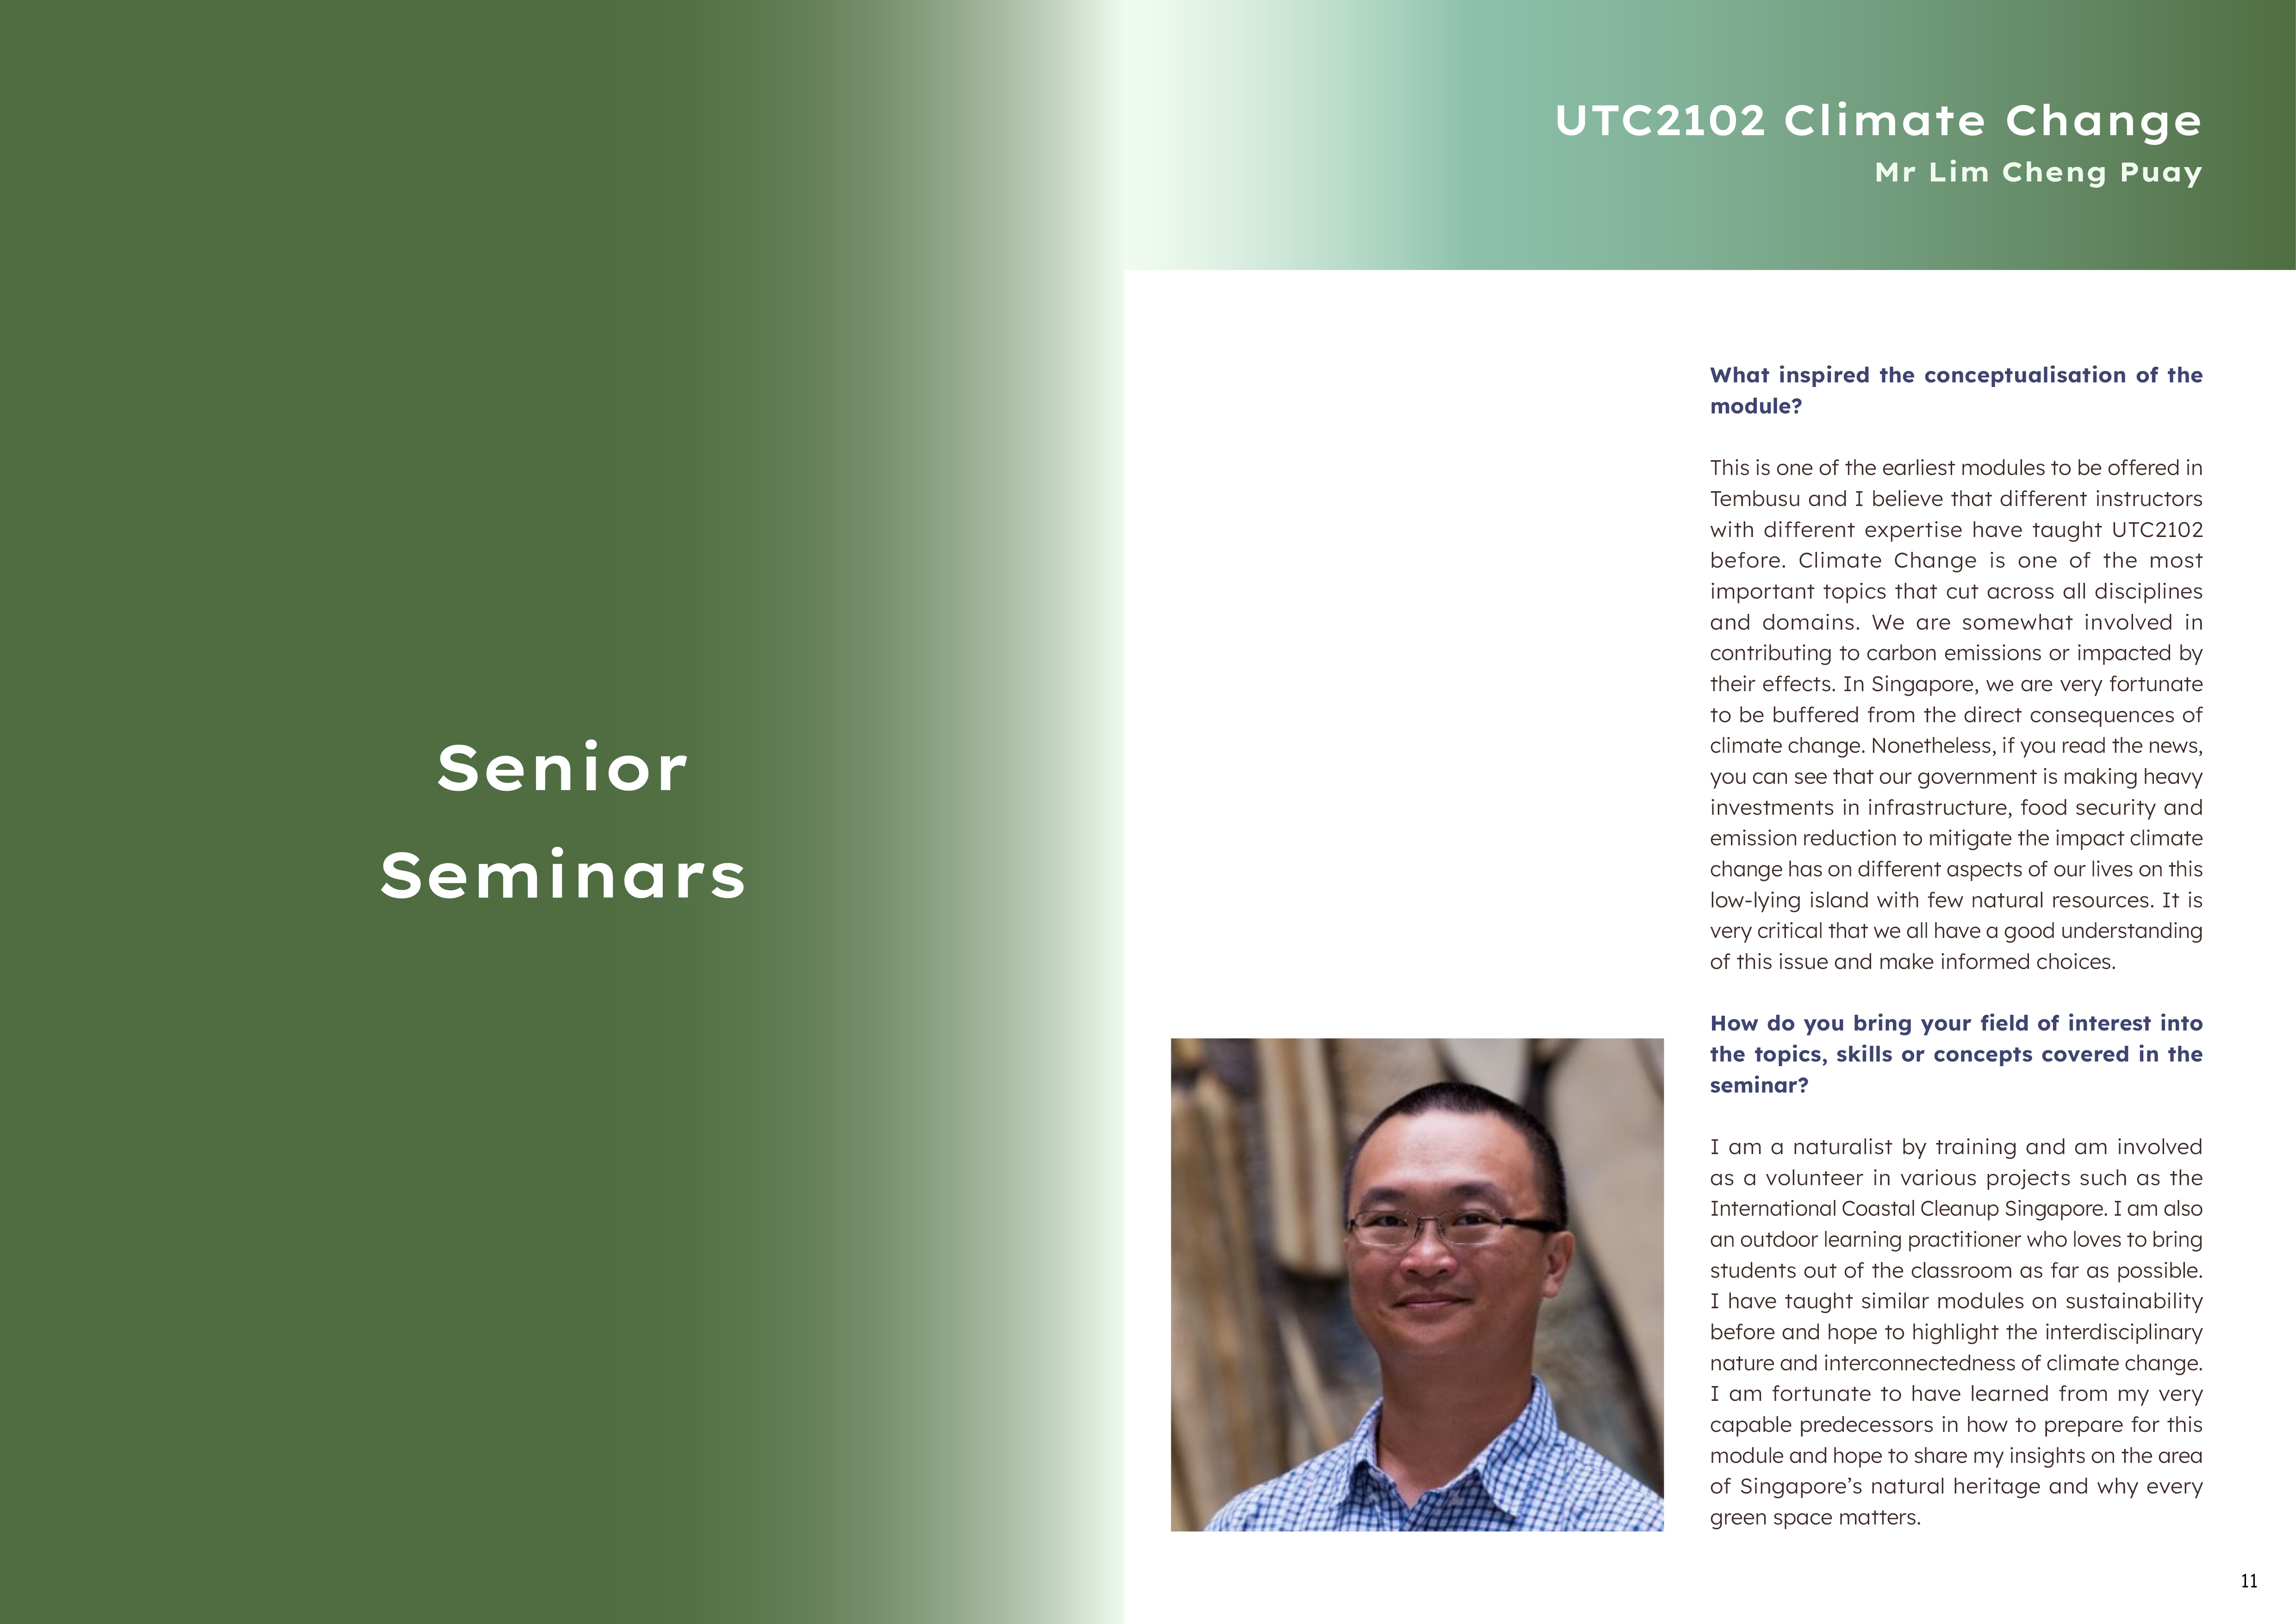 Senior
Seminars
UTC2102 Climate Change
Mr Lim Cheng Puay
What inspired the conceptualisation of the
module?
This is one of the earliest modules to be offered in
Tembusu and I believe that different instructors
with different expertise have taught UTC2102
before. Climate Change is one of the most
important topics that cut across all disciplines
and domains. We are somewhat involved in
contributing to carbon emissions or impacted by
their effects. In Singapore, we are very fortunate
to be buffered from the direct consequences of
climate change. Nonetheless, if you read the news,
you can see that our government is making heavy
investments in infrastructure, food security and
emission reduction to mitigate the impact climate
change has on different aspects of our lives on this
low-lying island with few natural resources. It is
very critical that we all have a good understanding
of this issue and make informed choices.
How do you bring your field of interest into
the topics, skills or concepts covered in the
seminar?
I am a naturalist by training and am involved
as a volunteer in various projects such as the
International Coastal Cleanup Singapore. I am also
an outdoor learning practitioner who loves to bring
students out of the classroom as far as possible.
I have taught similar modules on sustainability
before and hope to highlight the interdisciplinary
nature and interconnectedness of climate change.
I am fortunate to have learned from my very
capable predecessors in how to prepare for this
module and hope to share my insights on the area
of Singapore’s natural heritage and why every
green space matters.
11